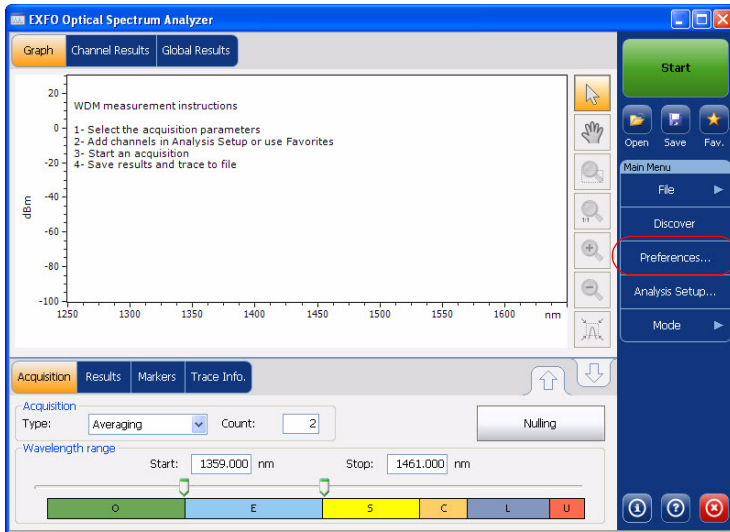 EXFO Optical Spectrum Analyzer
Graph Channel Results Global Results
20
0
-20
-40
-60
-80
-100
dBm
WDM measurement instructions
1- Select the acquisition parameters
2- Add channels in Analysis Setup or use Favorites
3- Start an acquisition
4- Save results and trace to file
1250 1300 1350 1400 1450 1500 1550 1600 nm
1:1
Start
Open Save Fav.
Main Menu
File
Discover
Preferences...
Analysis Setup...
Mode
Acquisition Results Markers Trace Info.
Acquisition
Type: Averaging Count: 2
Nulling
Wavelength range
Start: 1359.000 nm Stop: 1461.000 nm
O E S C L U